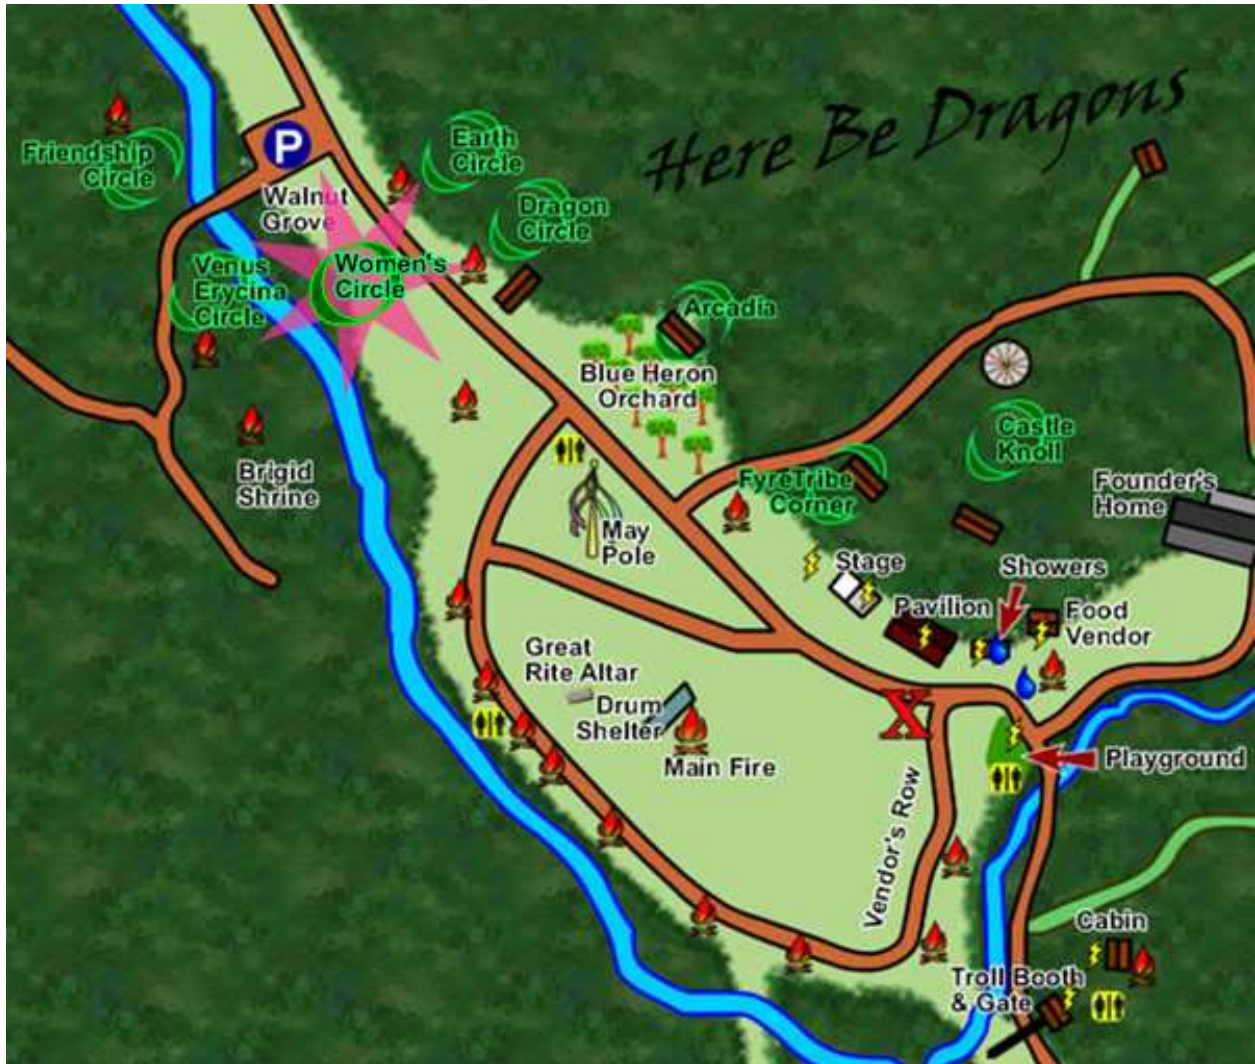 Here Be Dragons
P
Friendship
Circle
Earth
Circle
Walnut
Grove
Dragon
Circle
Venus
Erycina
Circle
Women's
Circle
Arcadia
Blue Heron
Orchard
Castle
Knoll
Brigid
Shrine
FyreTribe
Corner
Founder's
Home
May
Pole
Stage
Showers
Pavilion
Food
Vendor
Great
Rite Altar
Drum
Shelter
X
Main Fire
Playground
Vendor's Row
Cabin
Troll Booth
& Gate